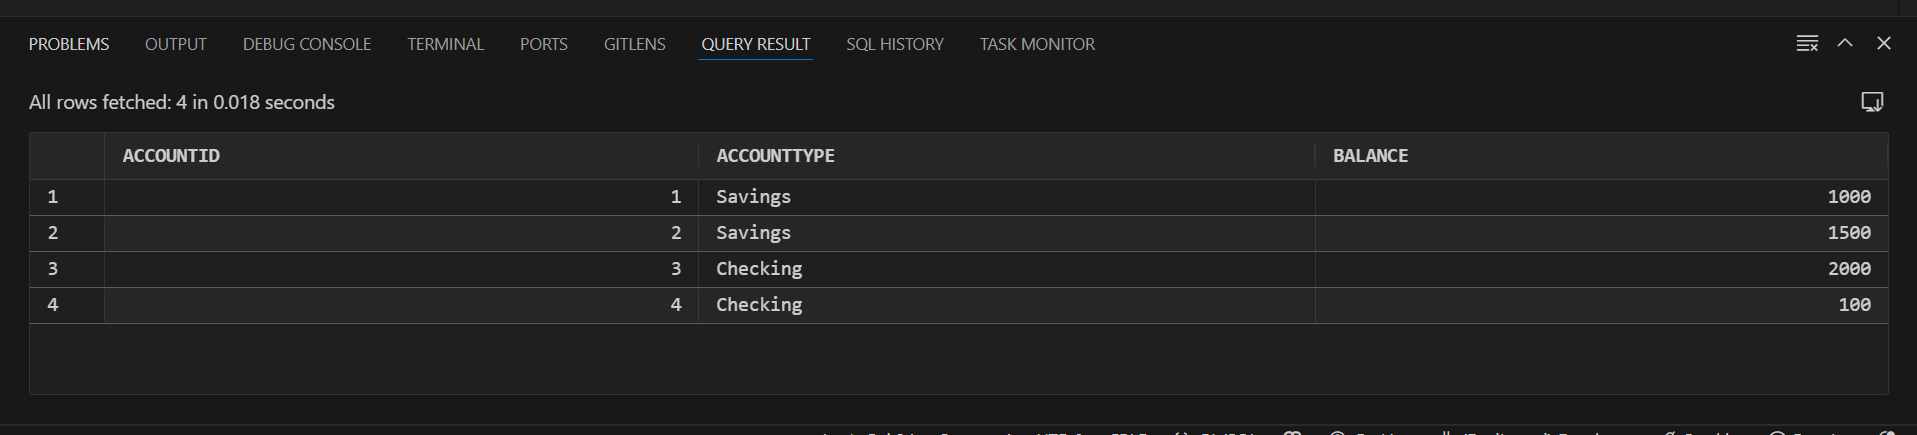 PROBLEMS OUTPUT DEBUG CONSOLE TERMINAL PORTS GITLENS QUERY RESULT SQL HISTORY TASK MONITOR
All rows fetched: 4 in 0.018 seconds
ACCOUNTID ACCOUNTTYPE BALANCE
1 1 Savings 1000
2 2 Savings 1500
3 3 Checking 2000
4 4 Checking 100